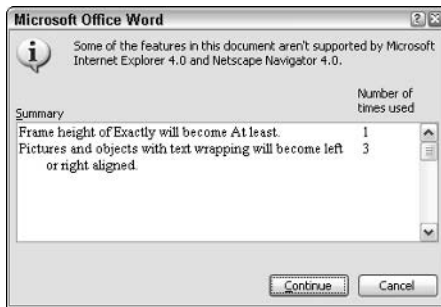 Microsoft Office Word
Some of the features in this document aren't supported by Microsoft
Internet Explorer 4.0 and Netscape Navigator 4.0.
Number of
Summary times used
Frame height of Exactly will become At least. 1
Pictures and objects with text wrapping will become left 3
or right aligned.
Continue Cancel